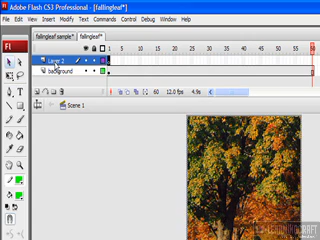 Adobe Flash CS3 Professional - [fallingleaf*]
File Edit View Insert Modify Text Commands Control Debug Window Help
fallingleaf sample* fallingleaf*
5 10 15 20 25 30 35 40 45 50 55 60
Layer 2
background
60 12.0 fps 4.9s
Scene 1